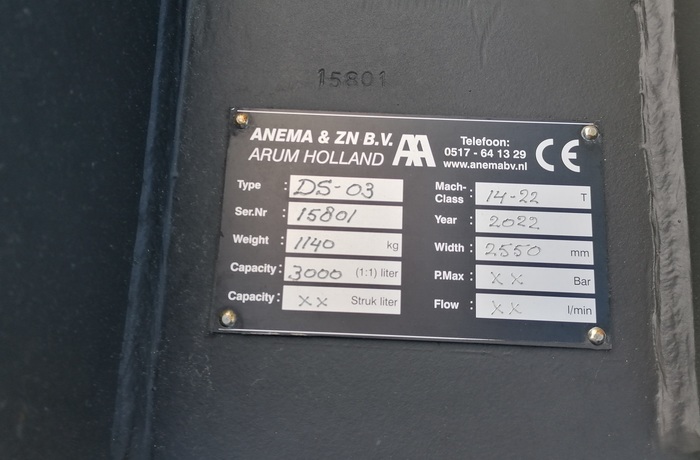 15801
ANEMA & ZN B.V.
ARUM HOLLAND
AA
Telefoon:
0517 - 64 13 29
www.anemabv.nl
CE
Type : DS-03
Ser.Nr : 15801
Weight : 1140 kg
Capacity : 3000 (1:1) liter
Capacity : XX Struk liter
Mach-
Class : 14-22 T
Year : 2022
Width : 2550 mm
P.Max : XX Bar
Flow : XX l/min